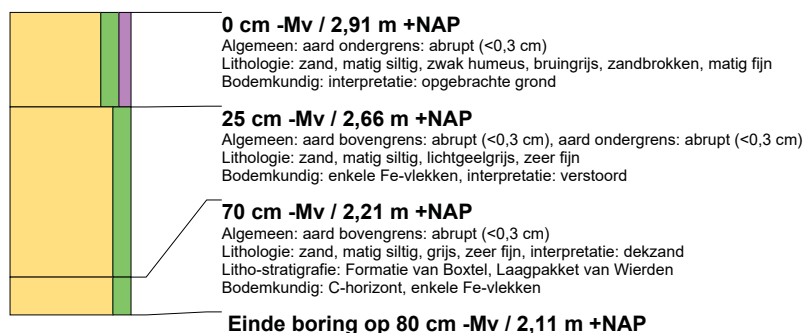 0 cm -Mv / 2,91 m +NAP
Algemeen: aard ondergrens: abrupt (<0,3 cm)
Lithologie: zand, matig siltig, zwak humeus, bruingrijs, zandbrokken, matig fijn
Bodemkundig: interpretatie: opgebrachte grond
25 cm -Mv / 2,66 m +NAP
Algemeen: aard bovengrens: abrupt (<0,3 cm), aard ondergrens: abrupt (<0,3 cm)
Lithologie: zand, matig siltig, lichtgeelgrijs, zeer fijn
Bodemkundig: enkele Fe-vlekken, interpretatie: verstoord
70 cm -Mv / 2,21 m +NAP
Algemeen: aard bovengrens: abrupt (<0,3 cm)
Lithologie: zand, matig siltig, grijs, zeer fijn, interpretatie: dekzand
Litho-stratigrafie: Formatie van Boxtel, Laagpakket van Wierden
Bodemkundig: C-horizont, enkele Fe-vlekken
Einde boring op 80 cm -Mv / 2,11 m +NAP